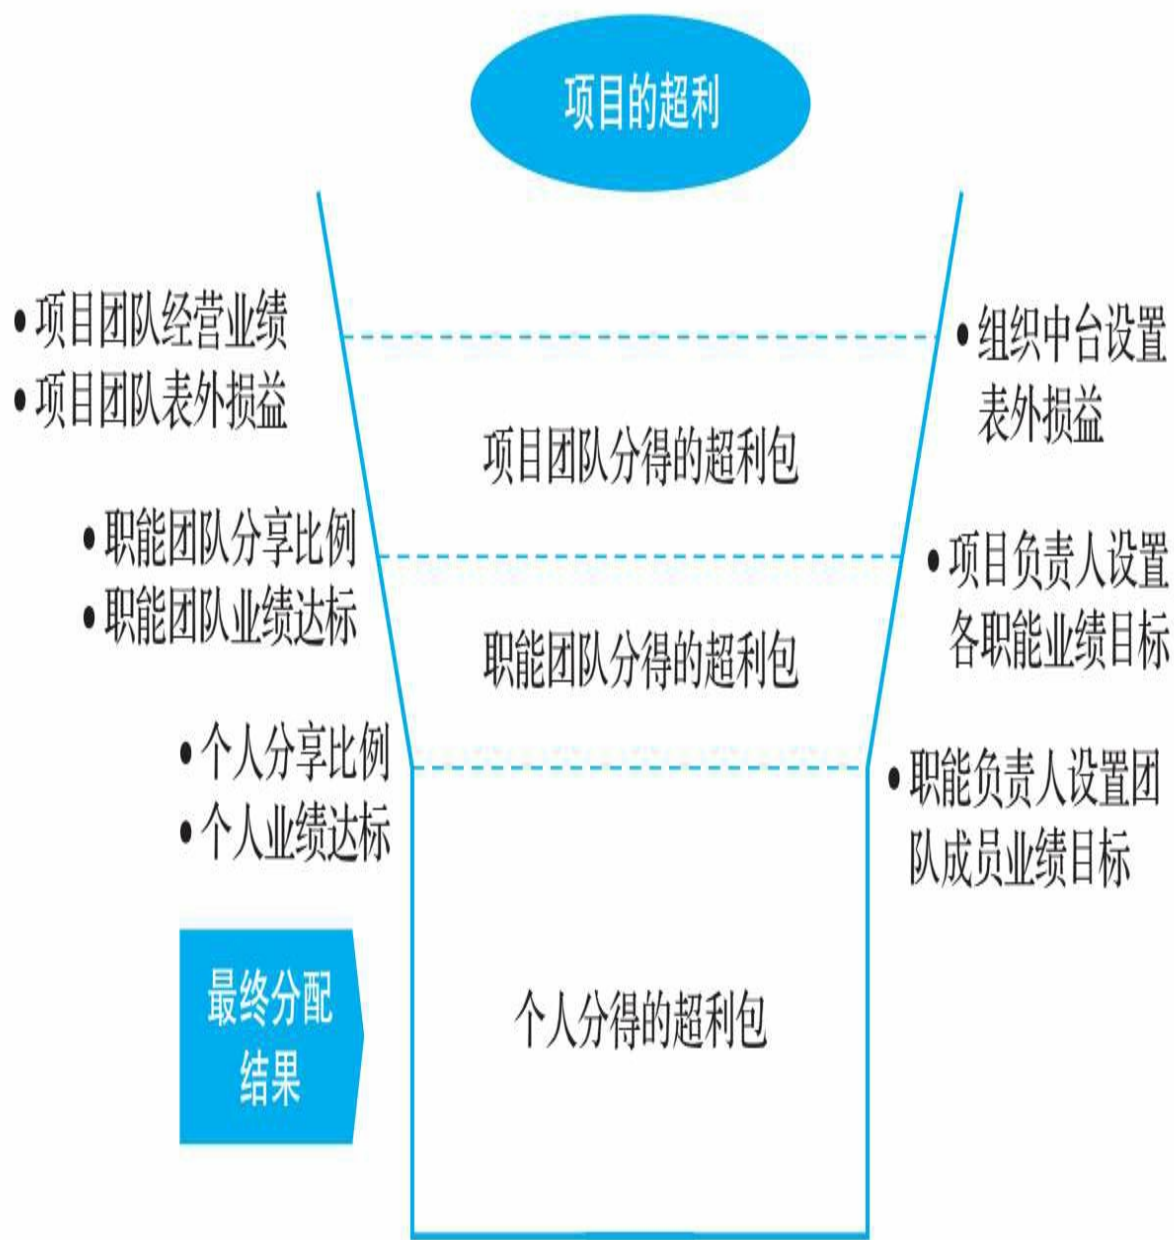 项目的超利
• 项目团队经营业绩
• 项目团队表外损益
• 组织中台设置
表外损益
项目团队分得的超利包
• 职能团队分享比例
• 职能团队业绩达标
• 项目负责人设置
各职能业绩目标
职能团队分得的超利包
• 个人分享比例
• 个人业绩达标
• 职能负责人设置团
队成员业绩目标
最终分配
结果
个人分得的超利包